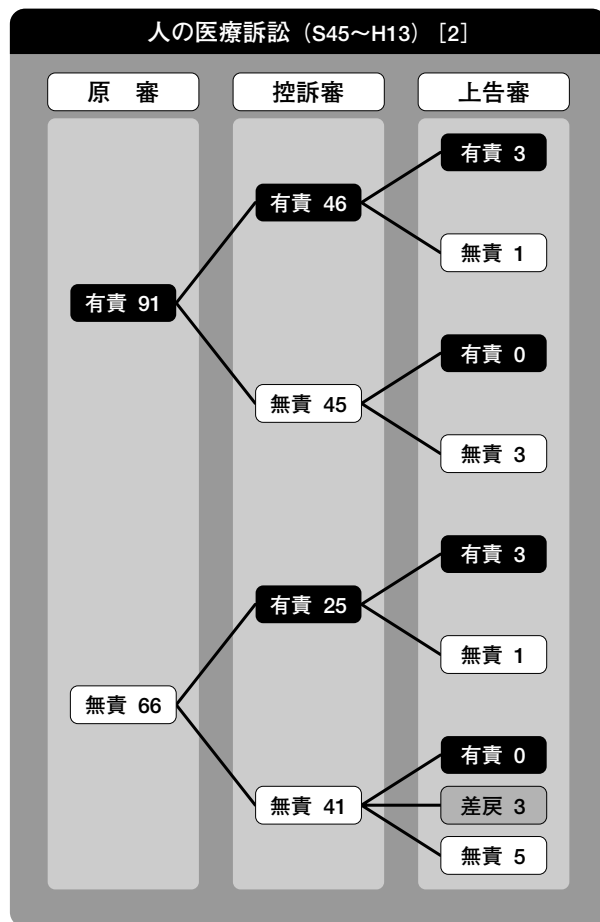 人の医療訴訟（S45〜H13）［2］
原　審　控訴審　上告審
有責 3
有責 46
無責 1
有責 91
有責 0
無責 45
無責 3
有責 3
有責 25
無責 1
無責 66
有責 0
無責 41
差戻 3
無責 5